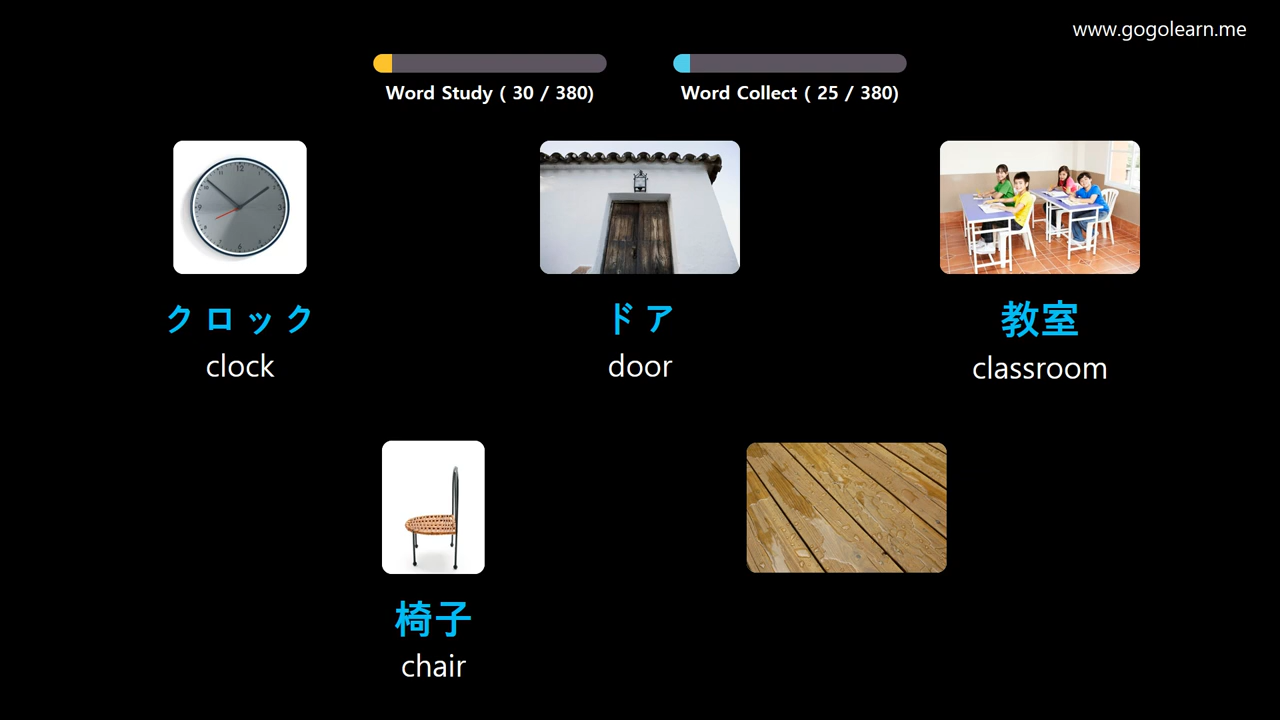 www.gogolearn.me
Word Study ( 30 / 380)
Word Collect ( 25 / 380)
クロック
clock
ドア
door
教室
classroom
椅子
chair